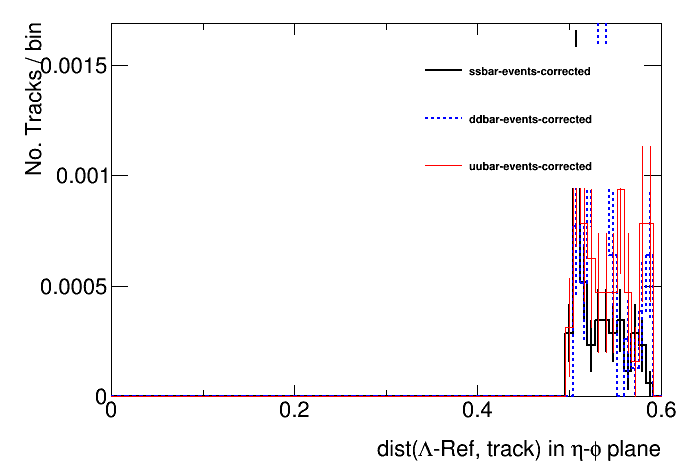 No. Tracks / bin
0.0015
0.001
0.0005
0
ssbar-events-corrected
ddbar-events-corrected
uubar-events-corrected
0 0.2 0.4 0.6
dist(Λ-Ref, track) in η-ϕ plane